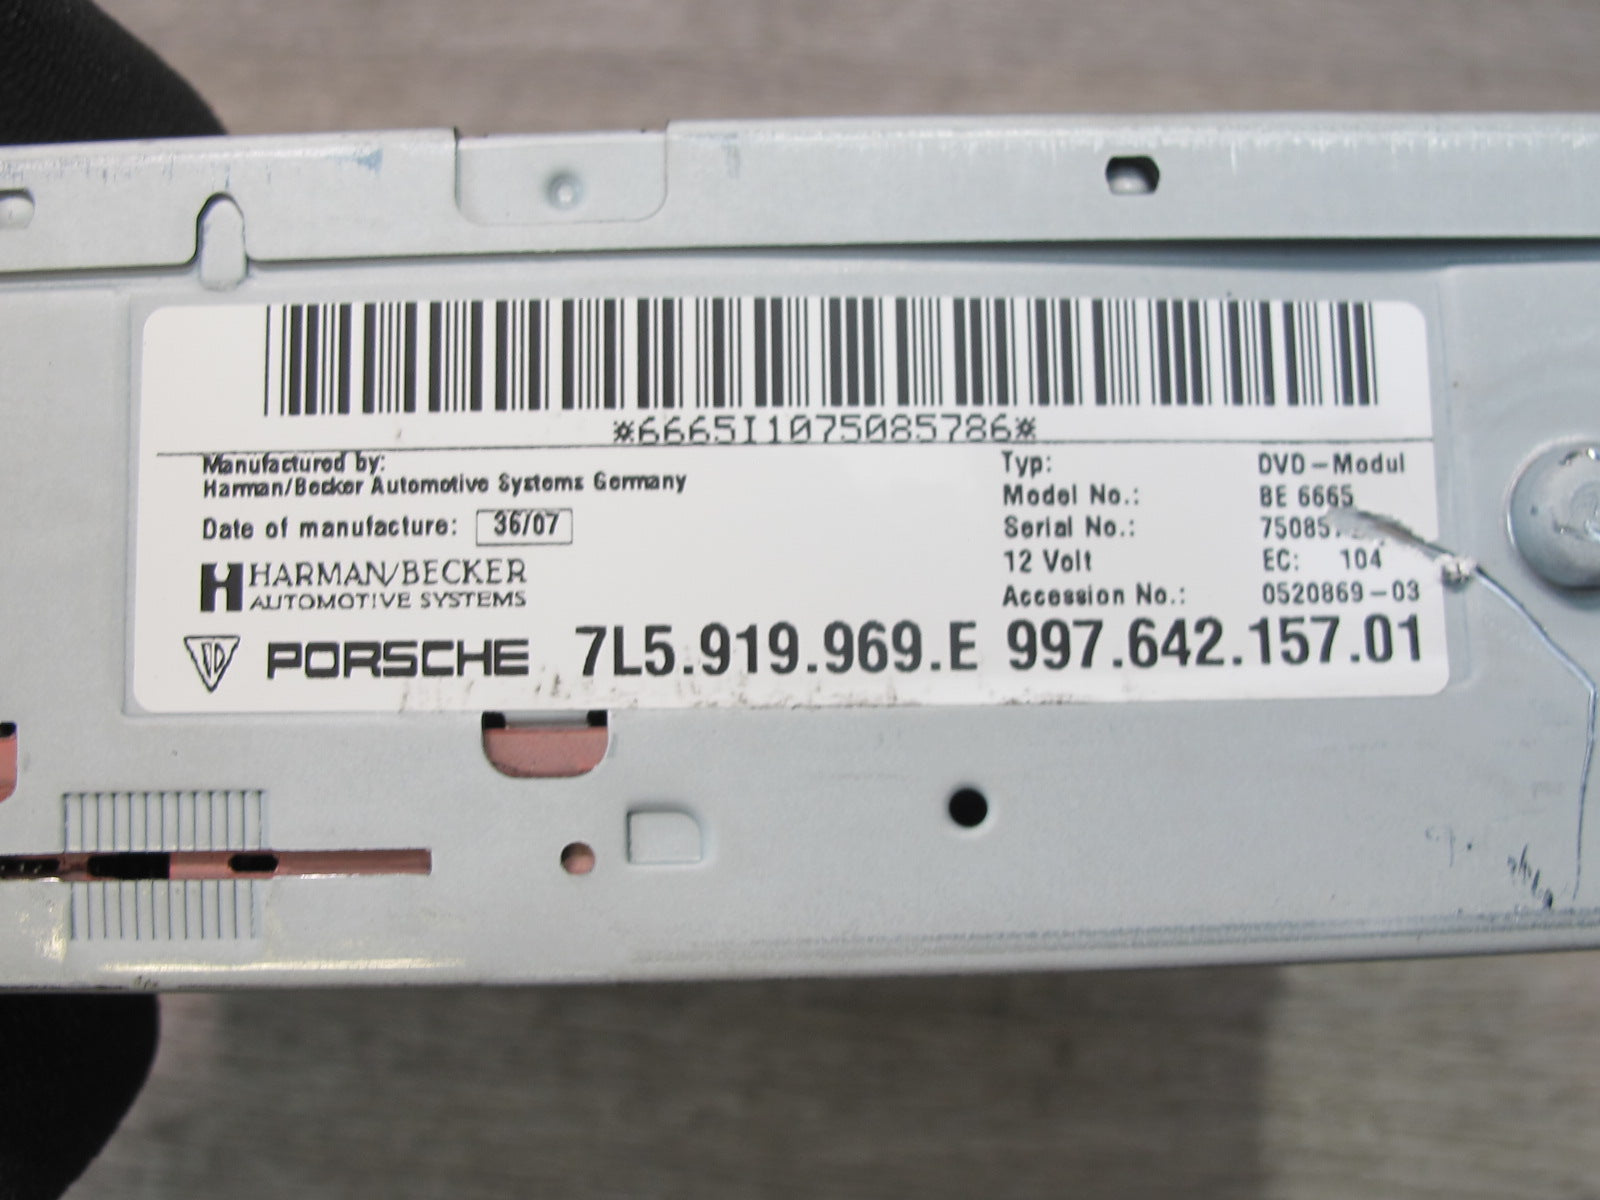 *6665I1075085786*
Manufactured by:
Harman/Becker Automotive Systems Germany
Date of manufacture: 36/07
HARMAN/BECKER
AUTOMOTIVE SYSTEMS
PORSCHE
Typ: DVD-Modul
Model No.: BE 6665
Serial No.:
12 Volt EC: 104
Accession No.: 0520869-03
7L5.919.969.E 997.642.157.01